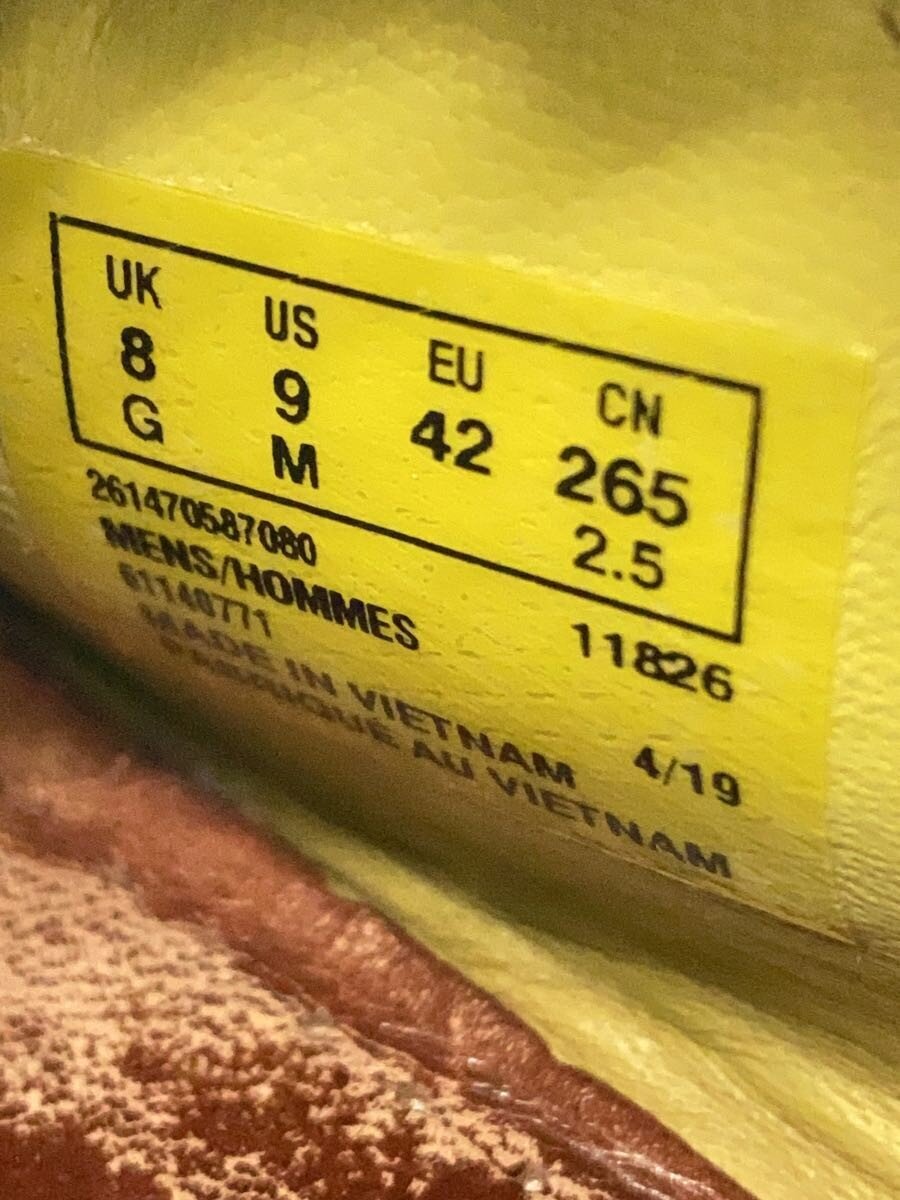 UK US EU CN
8 9 42 265
G M 2.5
261470587080
MENS/HOMMES
61140771 11826
MADE IN VIETNAM 4/19
FABRIQUÉ AU VIETNAM